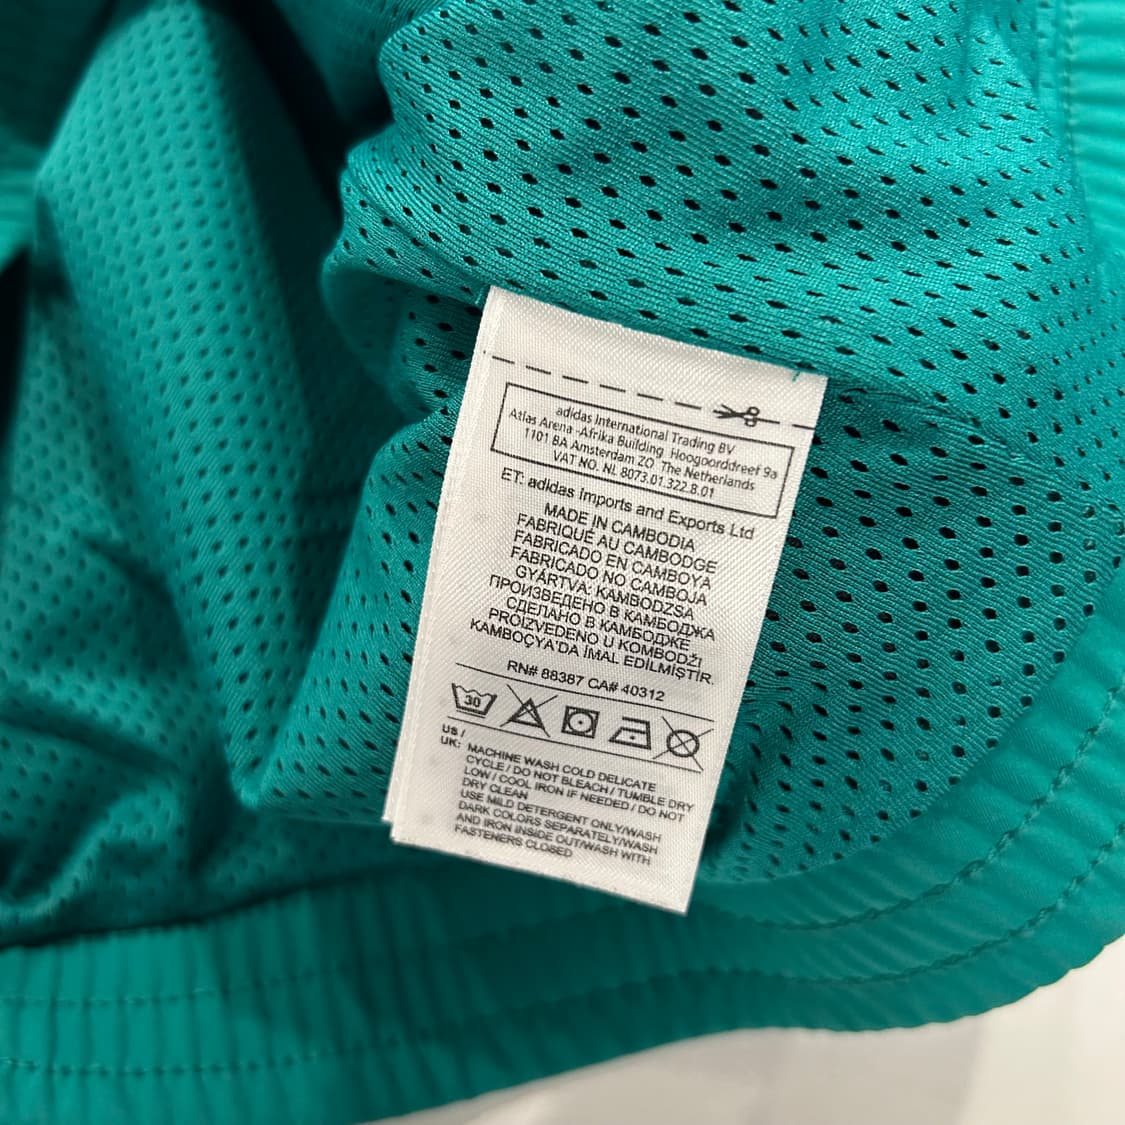 adidas International Trading BV
Atlas Arena -Afrika Building Hoogoorddreef 9a
1101 BA Amsterdam ZO The Netherlands
VAT NO. NL 8073.01.322.B.01
ET: adidas Imports and Exports Ltd
MADE IN CAMBODIA
FABRIQUÉ AU CAMBODGE
FABRICADO EN CAMBOYA
FABRICADO NO CAMBOJA
GYÁRTVA: KAMBODZSA
ПРОИЗВЕДЕНО В КАМБОДЖА
СДЕЛАНО В КАМБОДЖЕ
PROIZVEDENO U KOMBODŽI
KAMBOÇYA'DA İMAL EDİLMİŞTİR.
RN# 88387 CA# 40312
30
US /
UK: MACHINE WASH COLD DELICATE
CYCLE / DO NOT BLEACH / TUMBLE DRY
LOW / COOL IRON IF NEEDED / DO NOT
DRY CLEAN
USE MILD DETERGENT ONLY/WASH
DARK COLORS SEPARATELY/WASH
AND IRON INSIDE OUT/WASH WITH
FASTENERS CLOSED